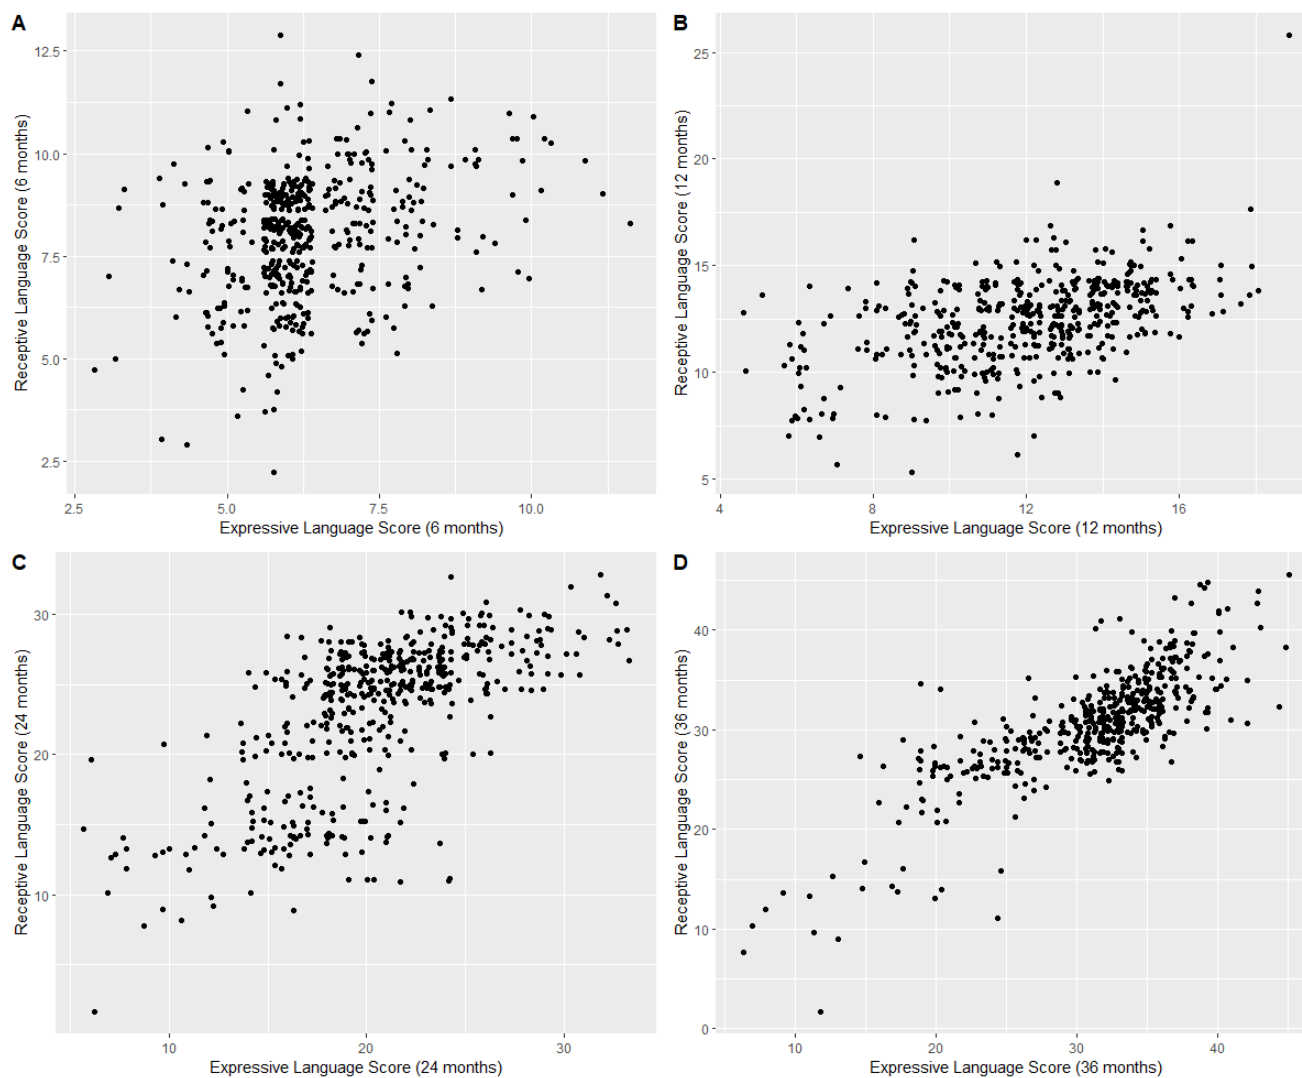 A
Receptive Language Score (6 months)
12.5
10.0
7.5
5.0
2.5
2.5 5.0 7.5 10.0
Expressive Language Score (6 months)
B
Receptive Language Score (12 months)
25
20
15
10
5
4 8 12 16
Expressive Language Score (12 months)
C
Receptive Language Score (24 months)
30
20
10
10 20 30
Expressive Language Score (24 months)
D
Receptive Language Score (36 months)
40
30
20
10
0
10 20 30 40
Expressive Language Score (36 months)